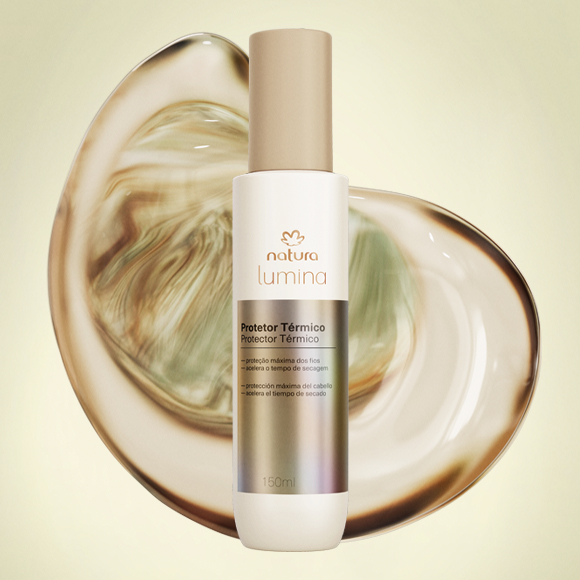 natura
lumina
Protetor Térmico
Protector Térmico
— proteção máxima dos fios
— acelera o tempo de secagem
— protección máxima del cabello
— acelera el tiempo de secado
150ml